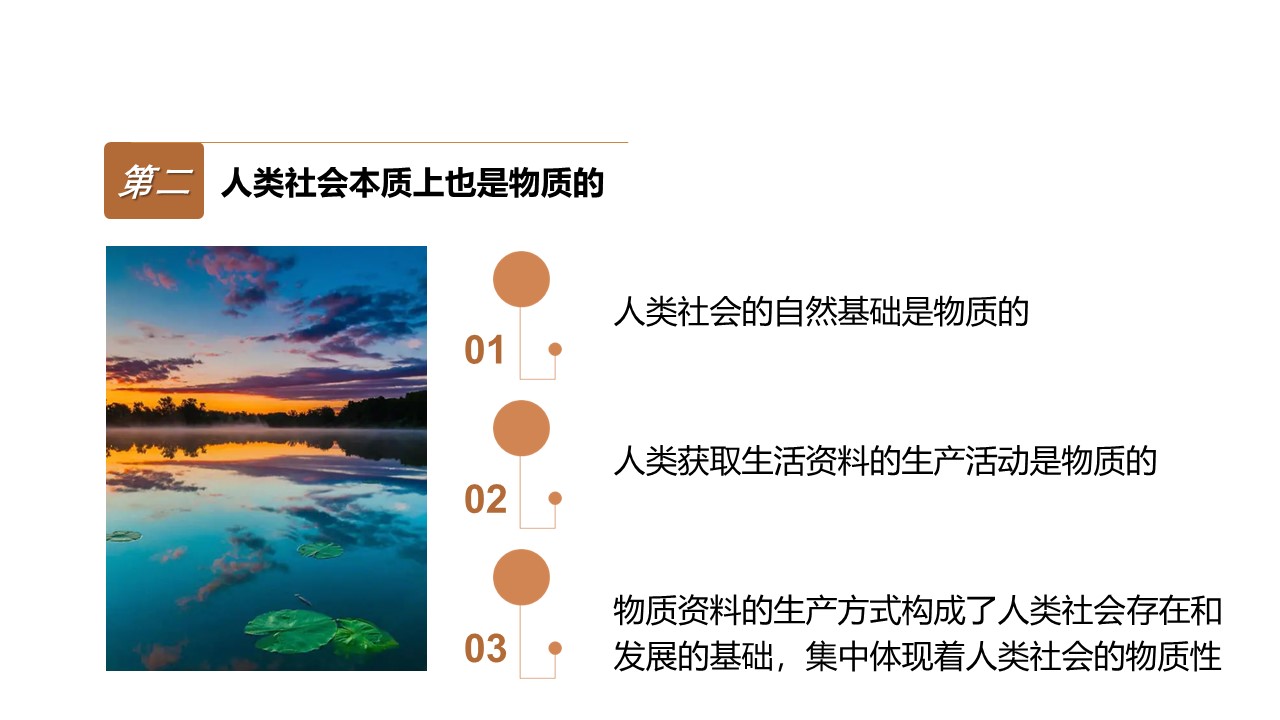 第二
人类社会本质上也是物质的
01
人类社会的自然基础是物质的
02
人类获取生活资料的生产活动是物质的
03
物质资料的生产方式构成了人类社会存在和
发展的基础，集中体现着人类社会的物质性